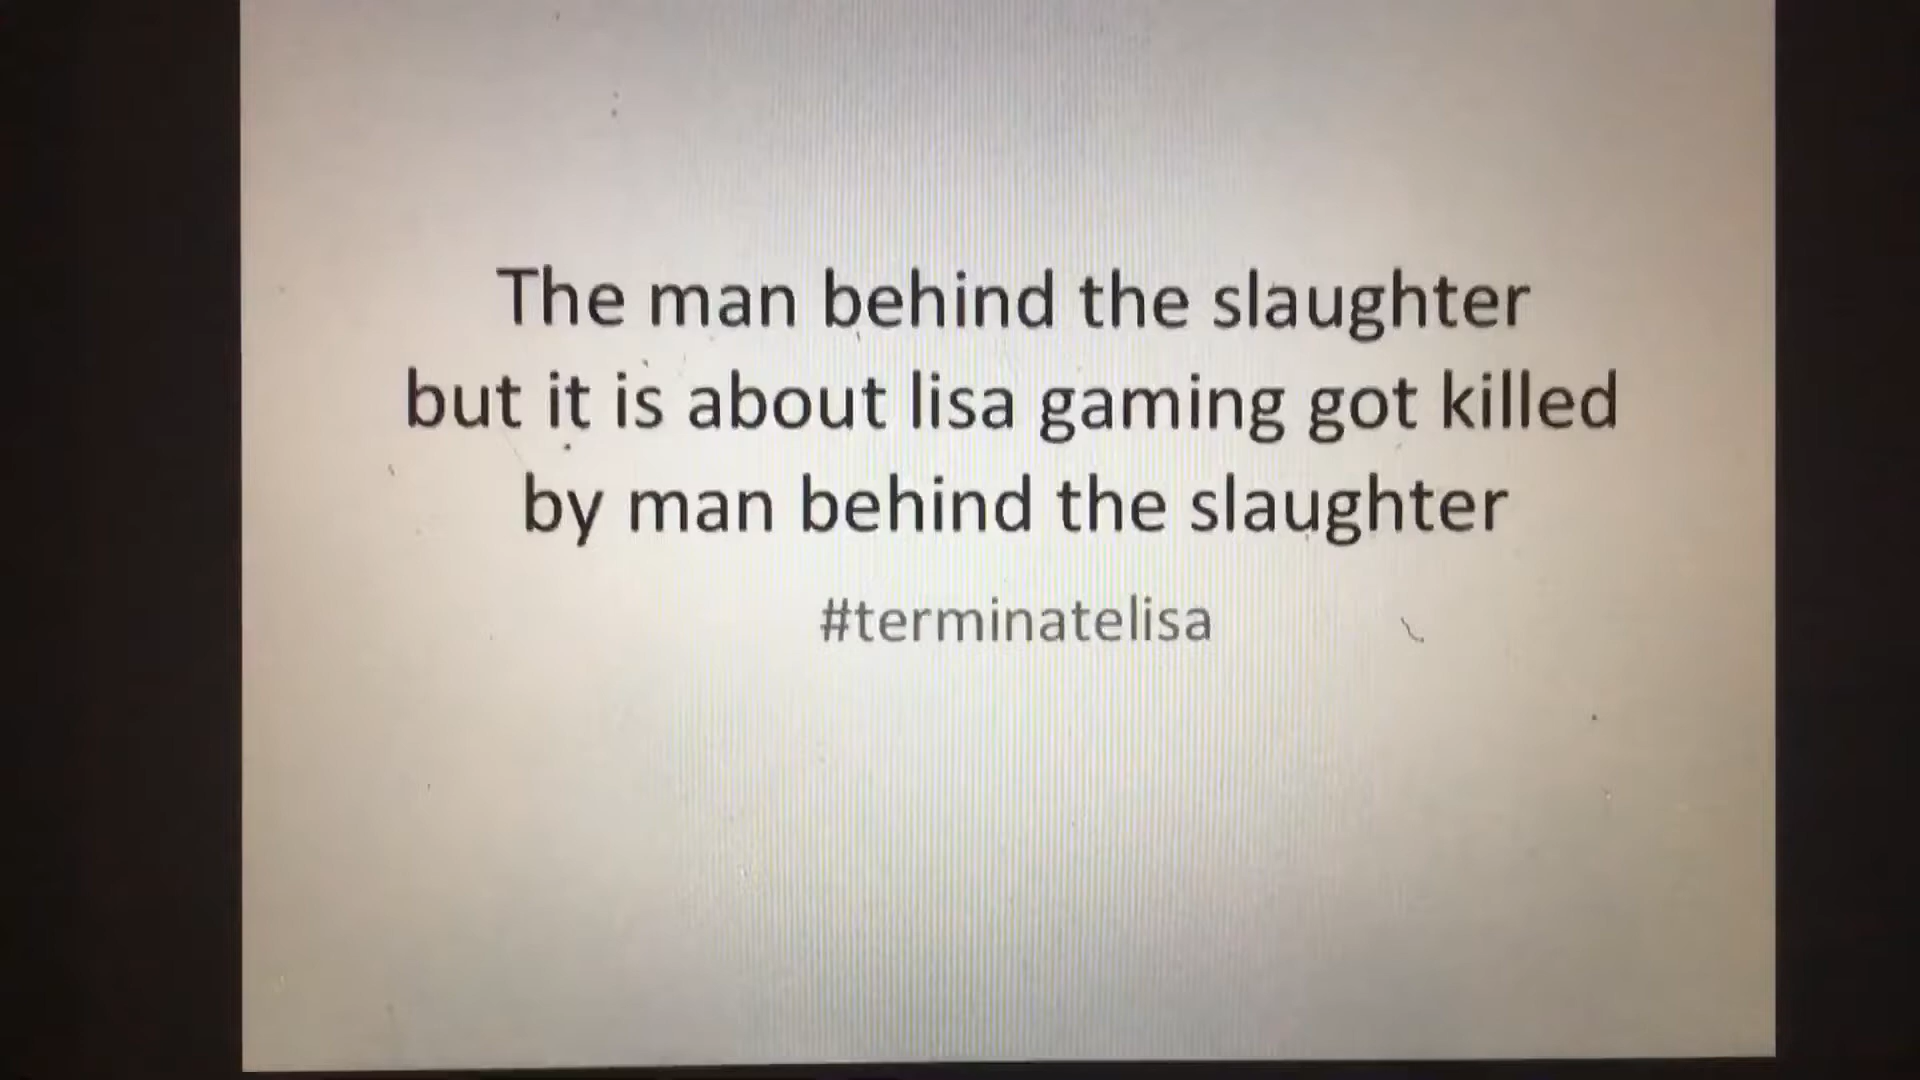 The man behind the slaughter
but it is about lisa gaming got killed
by man behind the slaughter
#terminatelisa